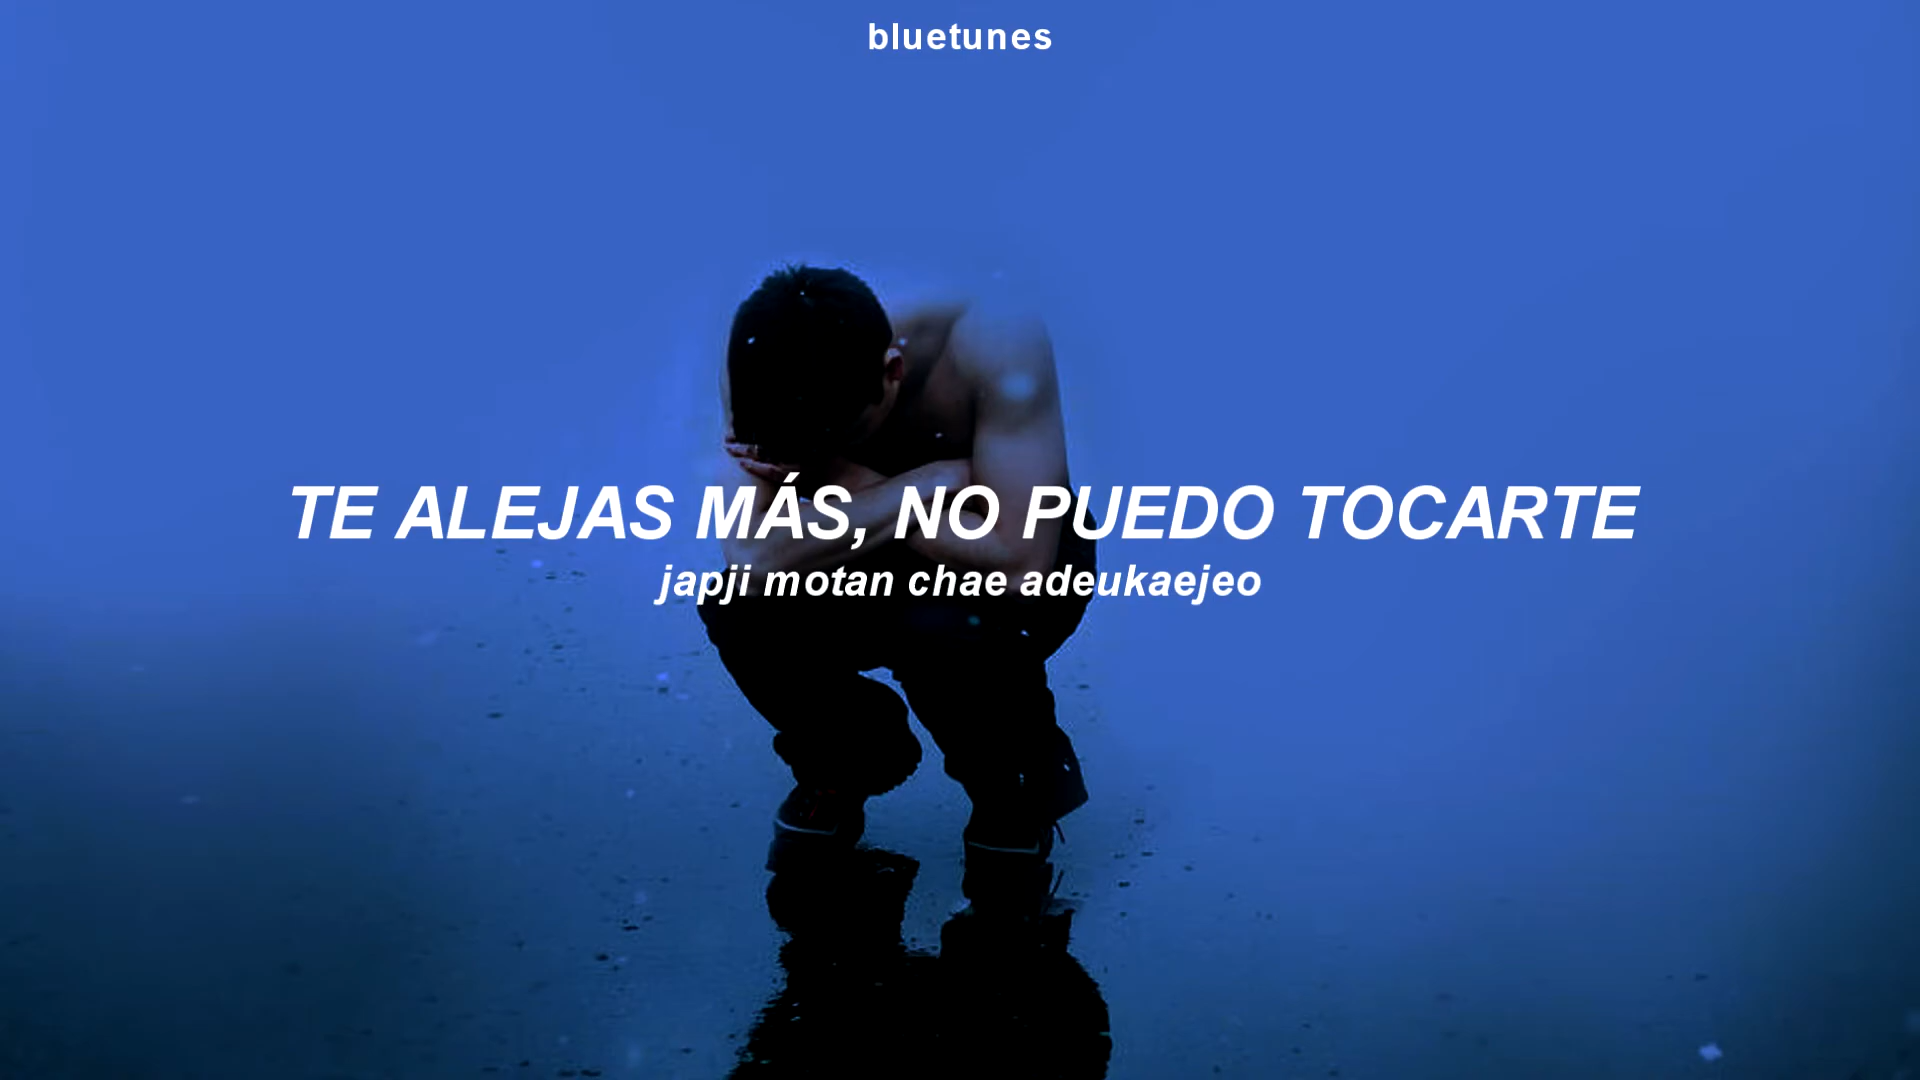 bluetunes
TE ALEJAS MÁS, NO PUEDO TOCARTE
japji motan chae adeukaejeo